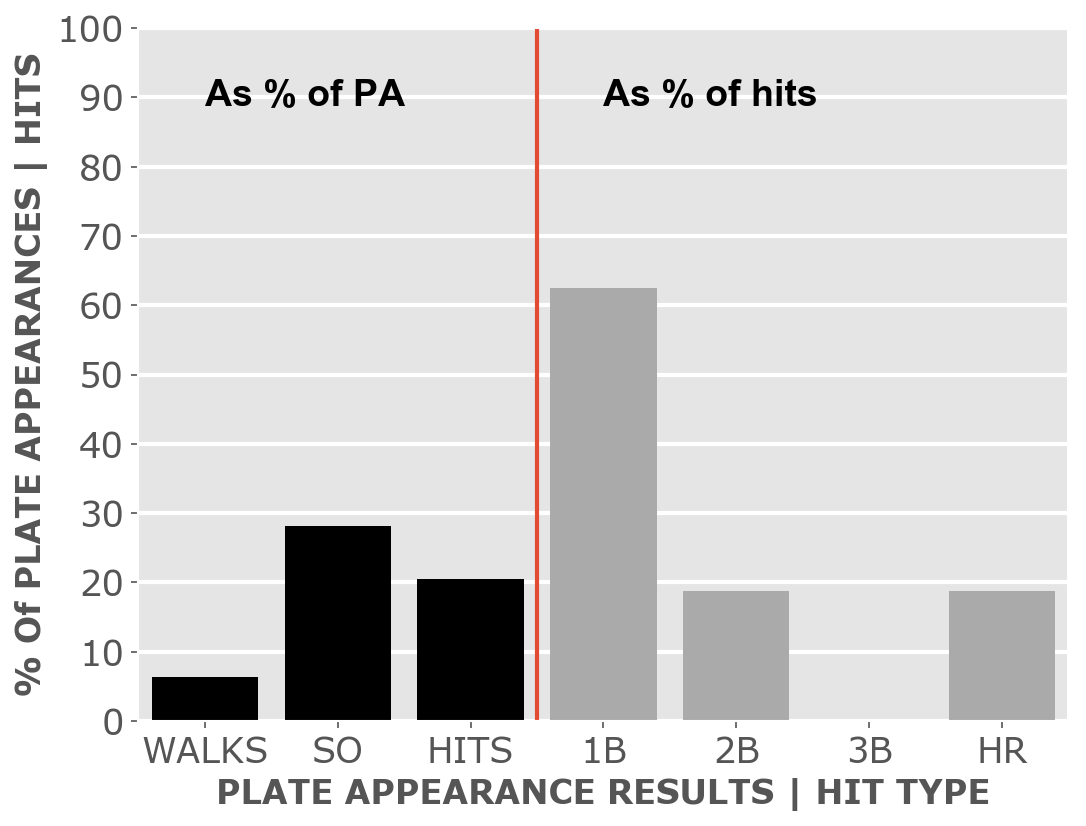 % Of PLATE APPEARANCES | HITS
100
90
80
70
60
50
40
30
20
10
0
As % of PA
As % of hits
WALKS SO HITS 1B 2B 3B HR
PLATE APPEARANCE RESULTS | HIT TYPE